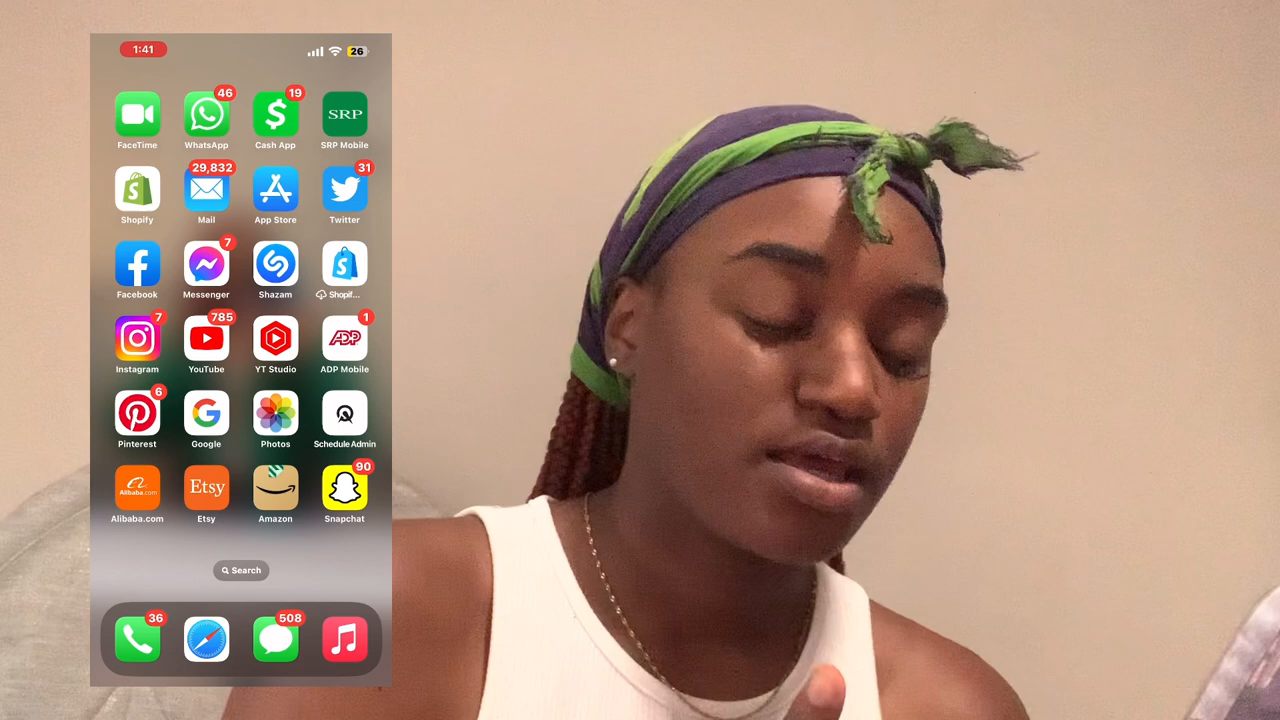 1:41 26
46 19 SRP
FaceTime WhatsApp Cash App SRP Mobile
29,832 31
Shopify Mail App Store Twitter
7
Facebook Messenger Shazam Shopif...
7 785 1 ADP
Instagram YouTube YT Studio ADP Mobile
6
Pinterest Google Photos Schedule Admin
Alibaba.com Etsy 90
Alibaba.com Etsy Amazon Snapchat
Search
36 508